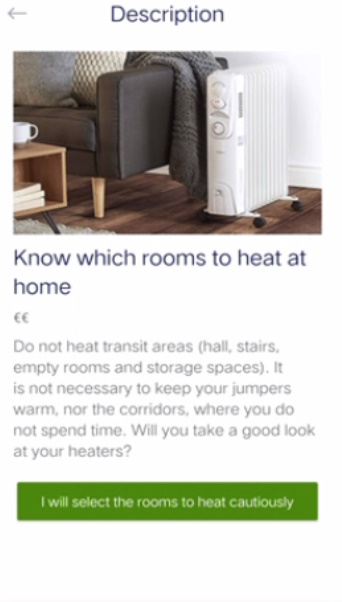 Description
Know which rooms to heat at
home
€€
Do not heat transit areas (hall, stairs,
empty rooms and storage spaces). It
is not necessary to keep your jumpers
warm, nor the corridors, where you do
not spend time. Will you take a good look
at your heaters?
I will select the rooms to heat cautiously